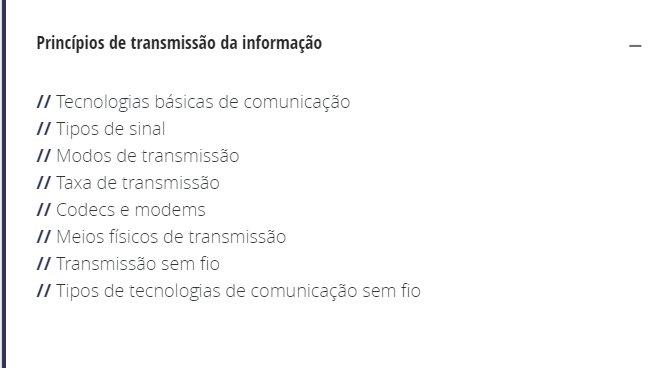 Princípios de transmissão da informação
// Tecnologias básicas de comunicação
// Tipos de sinal
// Modos de transmissão
// Taxa de transmissão
// Codecs e modems
// Meios físicos de transmissão
// Transmissão sem fio
// Tipos de tecnologias de comunicação sem fio